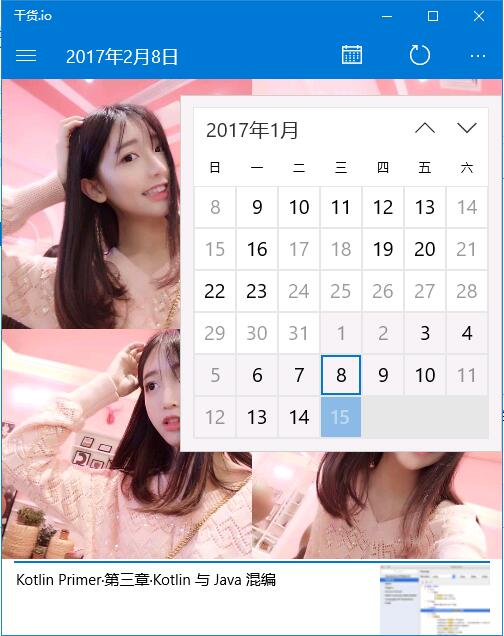 干货.io
2017年2月8日
2017年1月
日 一 二 三 四 五 六
8 9 10 11 12 13 14
15 16 17 18 19 20 21
22 23 24 25 26 27 28
29 30 31 1 2 3 4
5 6 7 8 9 10 11
12 13 14 15
Kotlin Primer·第三章·Kotlin 与 Java 混编